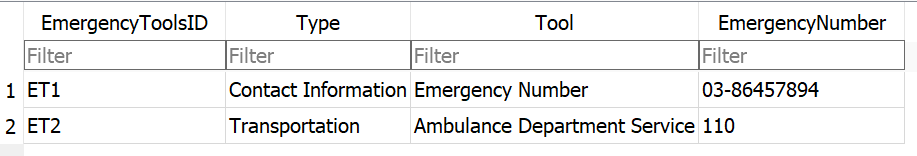 EmergencyToolsID Type Tool EmergencyNumber
Filter Filter Filter Filter
1 ET1 Contact Information Emergency Number 03-86457894
2 ET2 Transportation Ambulance Department Service 110